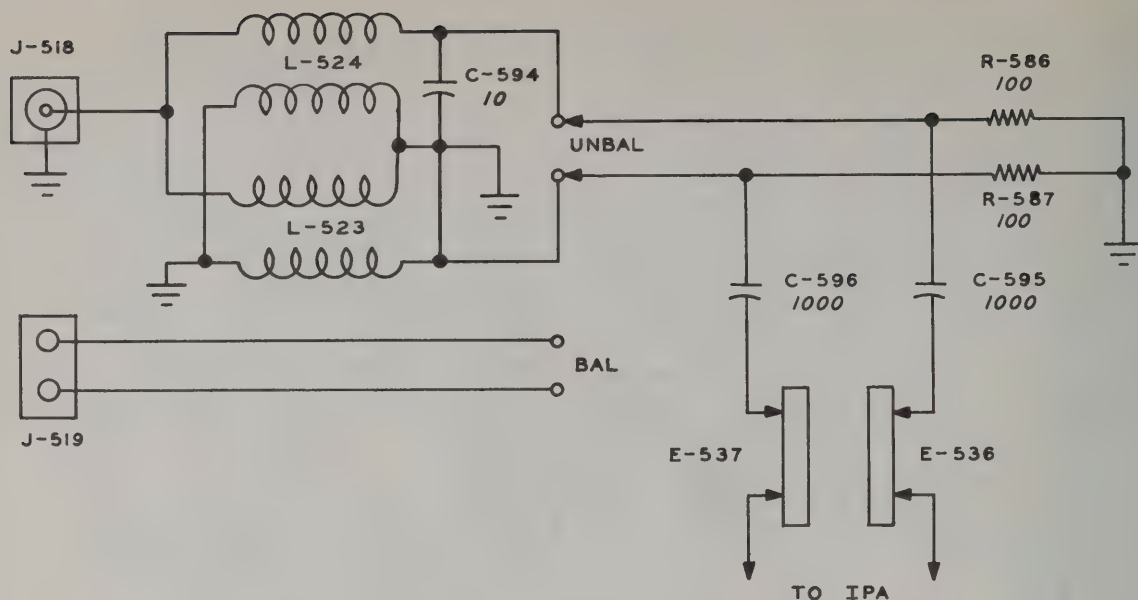 J-518
L-524
C-594
10
R-586
100
UNBAL
R-587
100
L-523
C-596
1000
C-595
1000
BAL
J-519
E-537
E-536
TO IPA